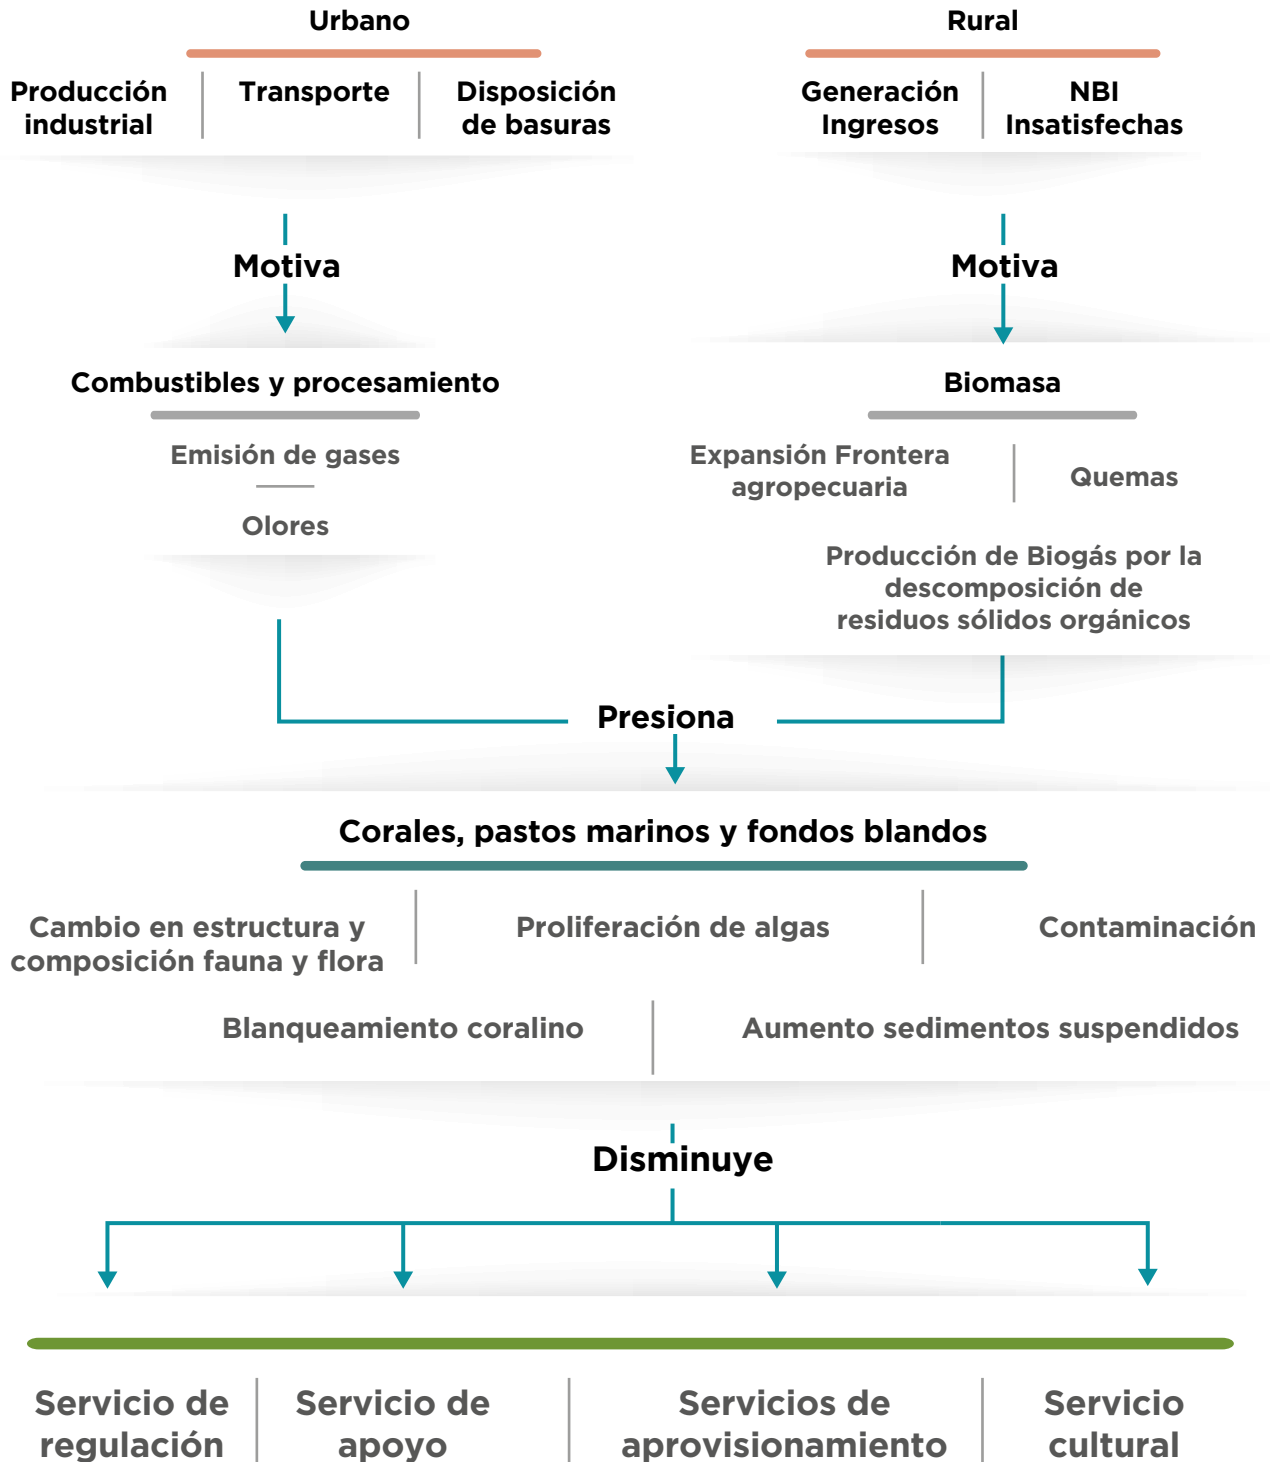 Urbano
Rural
Producción
industrial
Transporte
Disposición
de basuras
Generación
Ingresos
NBI
Insatisfechas
Motiva
Motiva
Combustibles y procesamiento
Emisión de gases
Olores
Biomasa
Expansión Frontera
agropecuaria
Quemas
Producción de Biogás por la
descomposición de
residuos sólidos orgánicos
Presiona
Corales, pastos marinos y fondos blandos
Cambio en estructura y
composición fauna y flora
Proliferación de algas
Contaminación
Blanqueamiento coralino
Aumento sedimentos suspendidos
Disminuye
Servicio de
regulación
Servicio de
apoyo
Servicios de
aprovisionamiento
Servicio
cultural